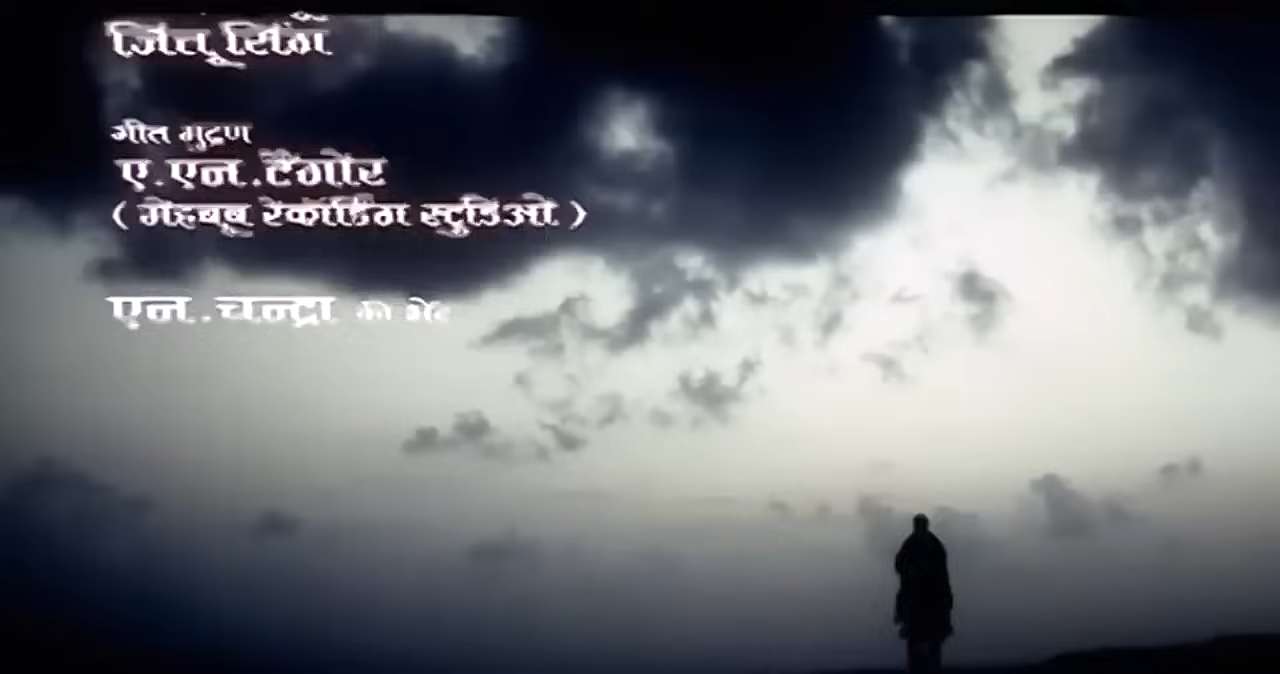 जितू सिंग
गीत मुद्रण
ए.एन.टैगोर
( मेहबूब रेकॉर्डिंग स्टुडिओ )
एन.चन्द्रा की भेंट